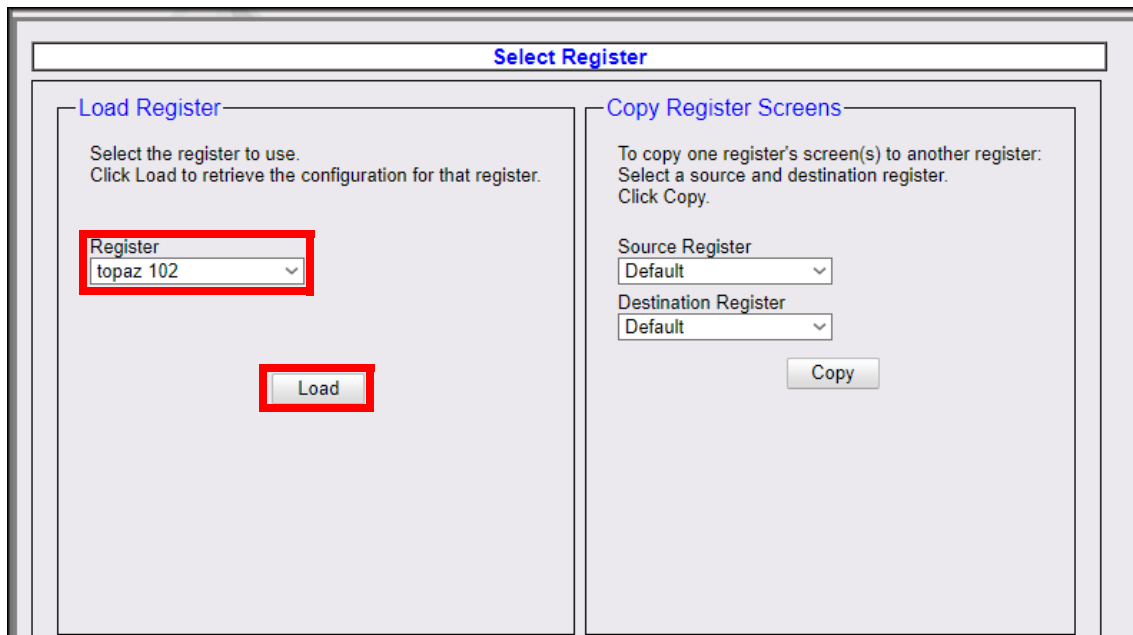 Select Register
Load Register
Select the register to use.
Click Load to retrieve the configuration for that register.
Register
topaz 102
Load
Copy Register Screens
To copy one register's screen(s) to another register:
Select a source and destination register.
Click Copy.
Source Register
Default
Destination Register
Default
Copy